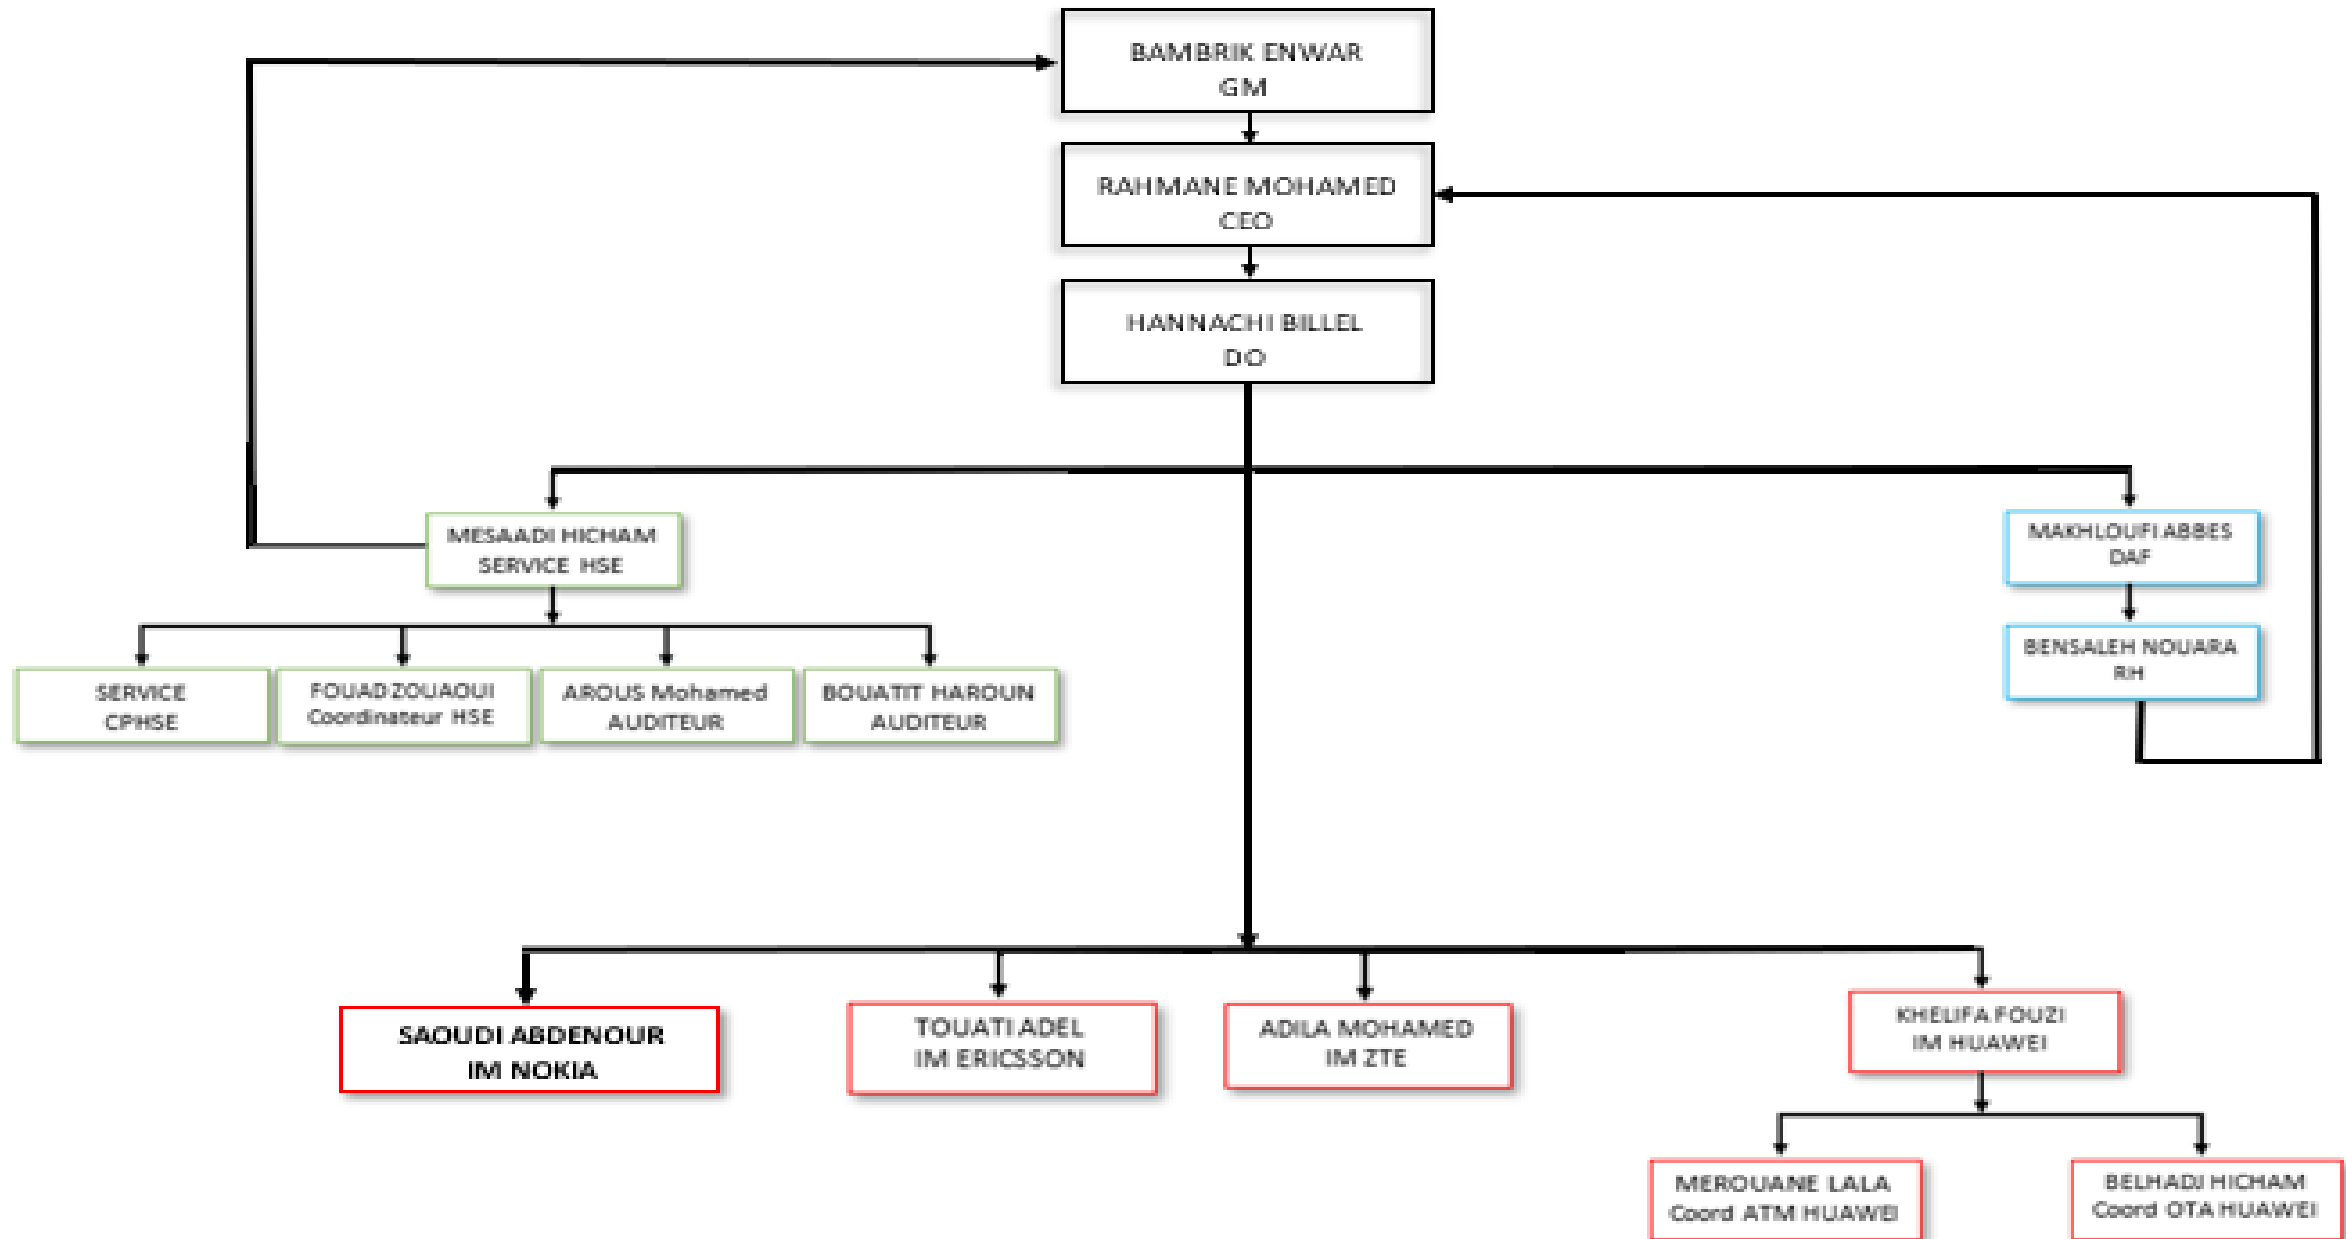 BAMBRIK ENWAR
GM
RAHMANE MOHAMED
CEO
HANNACHI BILLEL
DO
MESAADI HICHAM
SERVICE HSE
MAKHLOUFI ABBES
DAF
BENSALEH NOUARA
RH
SERVICE
CPHSE
FOUAD ZOUAOUI
Coordinateur HSE
AROUS Mohamed
AUDITEUR
BOUATIT HAROUN
AUDITEUR
SAOUDI ABDENOUR
IM NOKIA
TOUATI ADEL
IM ERICSSON
ADILA MOHAMED
IM ZTE
KHELIFA FOUZI
IM HUAWEI
MEROUANE LALA
Coord ATM HUAWEI
BELHADJ HICHAM
Coord OTA HUAWEI